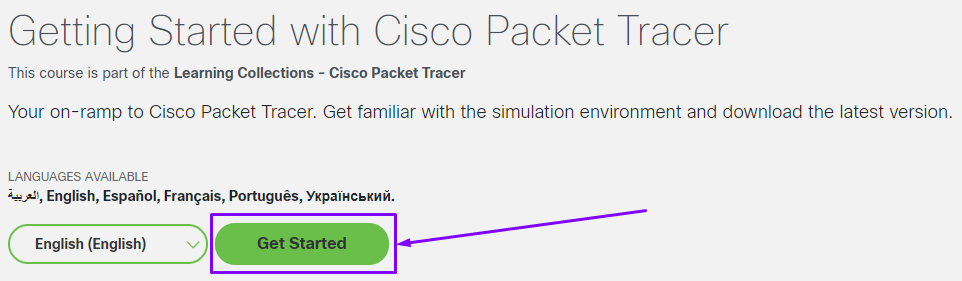 Getting Started with Cisco Packet Tracer
This course is part of the Learning Collections - Cisco Packet Tracer
Your on-ramp to Cisco Packet Tracer. Get familiar with the simulation environment and download the latest version.
LANGUAGES AVAILABLE
العربية, English, Español, Français, Português, Український.
English (English) Get Started